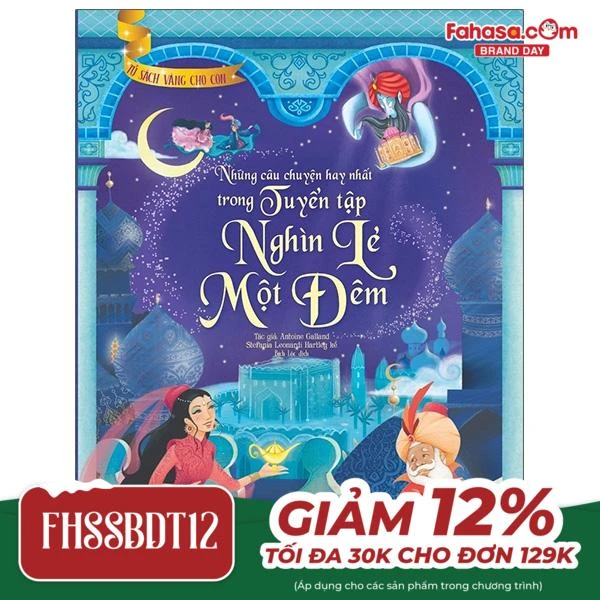 Fahasa.com
BRAND DAY
TỦ SÁCH VÀNG CHO CON
Những câu chuyện hay nhất
trong Tuyển tập
Nghìn Lẻ
Một Đêm
Tác giả: Antoine Galland
Stefania Leonardi Hartley kể
Bích Lộc dịch
FHSSBDT12
GIẢM 12%
TỐI ĐA 30K CHO ĐƠN 129K
(Áp dụng cho các sản phẩm trong chương trình)